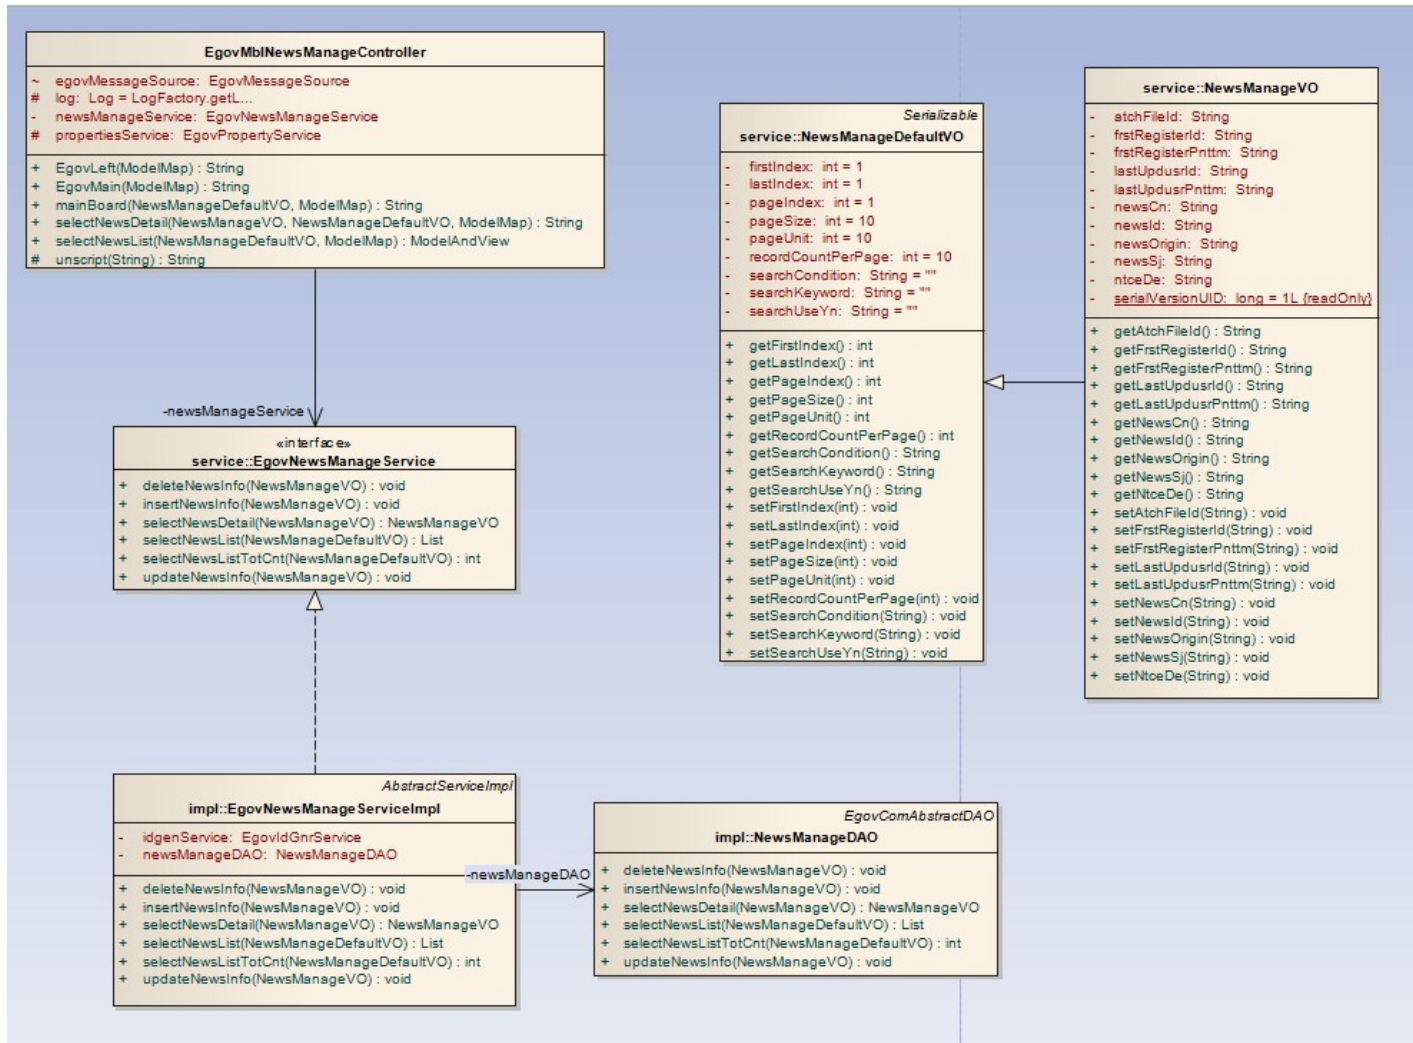 EgovMblNewsManageController
~ egovMessageSource: EgovMessageSource
# log: Log = LogFactory.getL...
- newsManageService: EgovNewsManageService
# propertiesService: EgovPropertyService
+ EgovLeft(ModelMap) : String
+ EgovMain(ModelMap) : String
+ mainBoard(NewsManageDefaultVO, ModelMap) : String
+ selectNewsDetail(NewsManageVO, NewsManageDefaultVO, ModelMap) : String
+ selectNewsList(NewsManageDefaultVO, ModelMap) : ModelAndView
# unscript(String) : String
-newsManageService
«interface»
service::EgovNewsManageService
+ deleteNewsInfo(NewsManageVO) : void
+ insertNewsInfo(NewsManageVO) : void
+ selectNewsDetail(NewsManageVO) : NewsManageVO
+ selectNewsList(NewsManageDefaultVO) : List
+ selectNewsListTotCnt(NewsManageDefaultVO) : int
+ updateNewsInfo(NewsManageVO) : void
AbstractServiceImpl
impl::EgovNewsManageServiceImpl
- idgenService: EgovIdGnrService
- newsManageDAO: NewsManageDAO
+ deleteNewsInfo(NewsManageVO) : void
+ insertNewsInfo(NewsManageVO) : void
+ selectNewsDetail(NewsManageVO) : NewsManageVO
+ selectNewsList(NewsManageDefaultVO) : List
+ selectNewsListTotCnt(NewsManageDefaultVO) : int
+ updateNewsInfo(NewsManageVO) : void
-newsManageDAO
EgovComAbstractDAO
impl::NewsManageDAO
+ deleteNewsInfo(NewsManageVO) : void
+ insertNewsInfo(NewsManageVO) : void
+ selectNewsDetail(NewsManageVO) : NewsManageVO
+ selectNewsList(NewsManageDefaultVO) : List
+ selectNewsListTotCnt(NewsManageDefaultVO) : int
+ updateNewsInfo(NewsManageVO) : void
Serializable
service::NewsManageDefaultVO
- firstIndex: int = 1
- lastIndex: int = 1
- pageIndex: int = 1
- pageSize: int = 10
- pageUnit: int = 10
- recordCountPerPage: int = 10
- searchCondition: String = ""
- searchKeyword: String = ""
- searchUseYn: String = ""
+ getFirstIndex() : int
+ getLastIndex() : int
+ getPageIndex() : int
+ getPageSize() : int
+ getPageUnit() : int
+ getRecordCountPerPage() : int
+ getSearchCondition() : String
+ getSearchKeyword() : String
+ getSearchUseYn() : String
+ setFirstIndex(int) : void
+ setLastIndex(int) : void
+ setPageIndex(int) : void
+ setPageSize(int) : void
+ setPageUnit(int) : void
+ setRecordCountPerPage(int) : void
+ setSearchCondition(String) : void
+ setSearchKeyword(String) : void
+ setSearchUseYn(String) : void
service::NewsManageVO
- atchFileId: String
- frstRegisterId: String
- frstRegisterPnttm: String
- lastUpdusrId: String
- lastUpdusrPnttm: String
- newsCn: String
- newsId: String
- newsOrigin: String
- newsSj: String
- ntceDe: String
- serialVersionUID: long = 1L {readOnly}
+ getAtchFileId() : String
+ getFrstRegisterId() : String
+ getFrstRegisterPnttm() : String
+ getLastUpdusrId() : String
+ getLastUpdusrPnttm() : String
+ getNewsCn() : String
+ getNewsId() : String
+ getNewsOrigin() : String
+ getNewsSj() : String
+ getNtceDe() : String
+ setAtchFileId(String) : void
+ setFrstRegisterId(String) : void
+ setFrstRegisterPnttm(String) : void
+ setLastUpdusrId(String) : void
+ setLastUpdusrPnttm(String) : void
+ setNewsCn(String) : void
+ setNewsId(String) : void
+ setNewsOrigin(String) : void
+ setNewsSj(String) : void
+ setNtceDe(String) : void